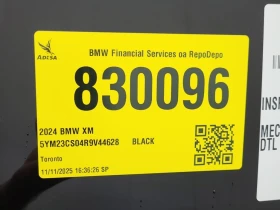 ADESA
BMW Financial Services oa RepoDepo
830096
2024 BMW XM
5YM23CS04R9V44628 BLACK
Toronto
11/11/2025 16:36:26 SP
INSP
MEC
DTL